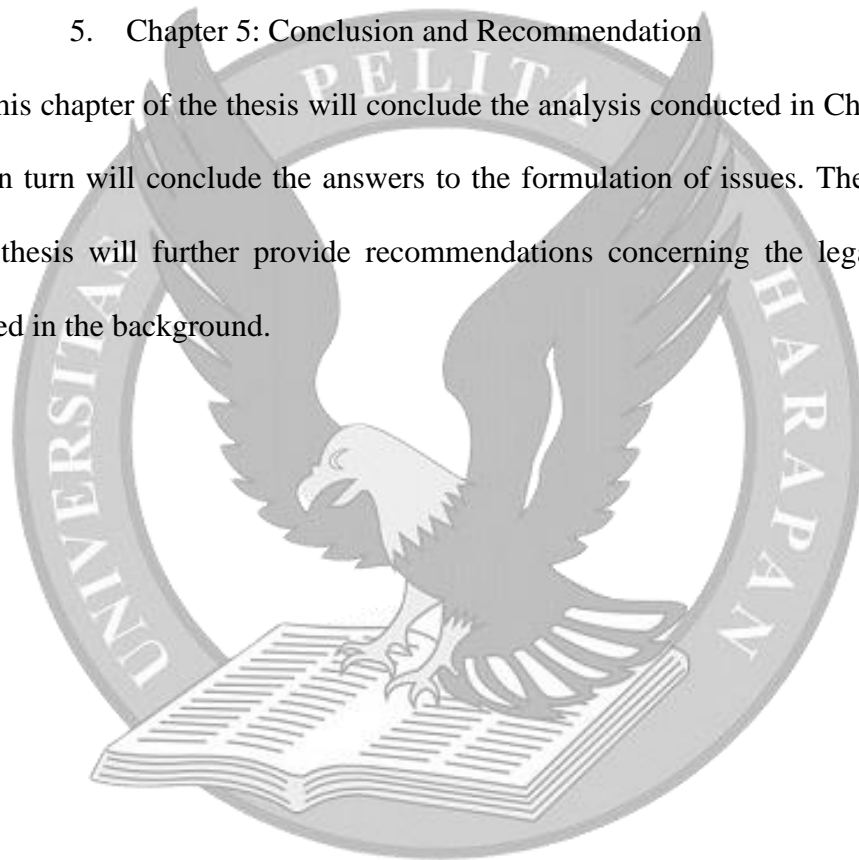 5. Chapter 5: Conclusion and Recommendation
his chapter of the thesis will conclude the analysis conducted in Ch
n turn will conclude the answers to the formulation of issues. The
thesis will further provide recommendations concerning the lega
ed in the background.
UNIVERSITAS PELITA HARAPAN